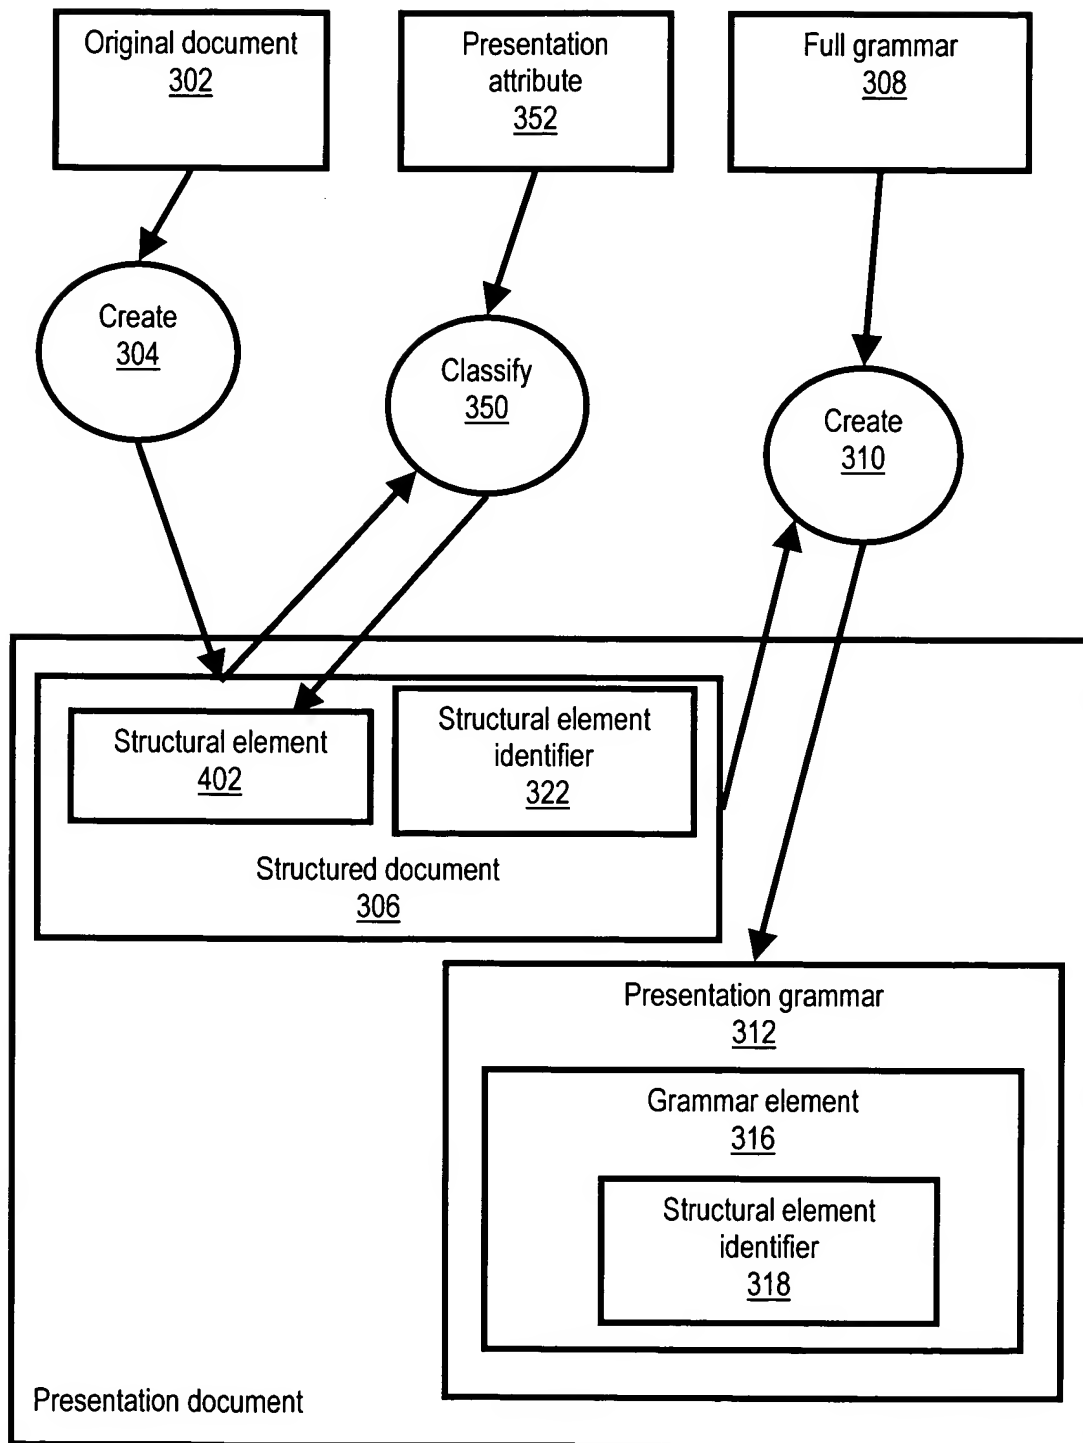 Original document
302
Presentation
attribute
352
Full grammar
308
Create
304
Classify
350
Create
310
Structural element
402
Structural element
identifier
322
Structured document
306
Presentation grammar
312
Grammar element
316
Structural element
identifier
318
Presentation document